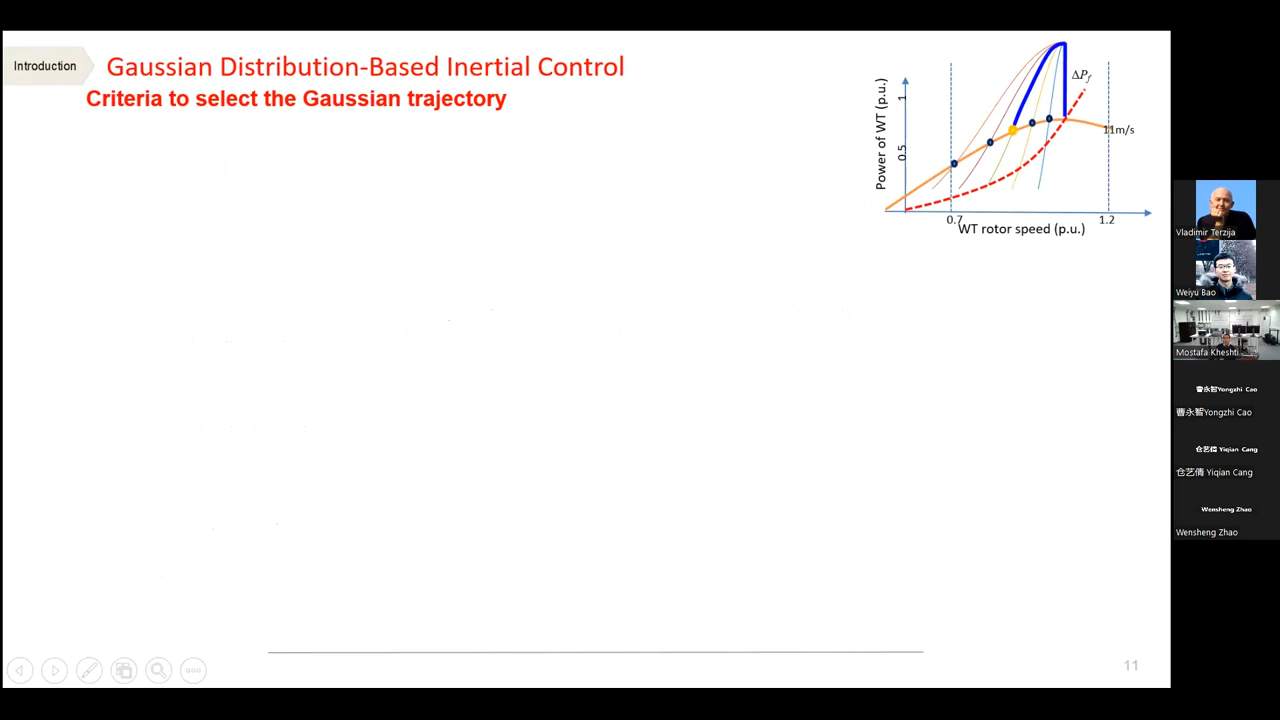 Introduction
Gaussian Distribution-Based Inertial Control
Criteria to select the Gaussian trajectory
Power of WT (p.u.)
1
0.5
ΔPf
11m/s
0.7
1.2
WT rotor speed (p.u.)
Vladimir Terzija
Weiyu Bao
Mostafa Kheshti
曹永智Yongzhi Cao
曹永智Yongzhi Cao
仓艺倩 Yiqian Cang
仓艺倩 Yiqian Cang
Wensheng Zhao
Wensheng Zhao
11